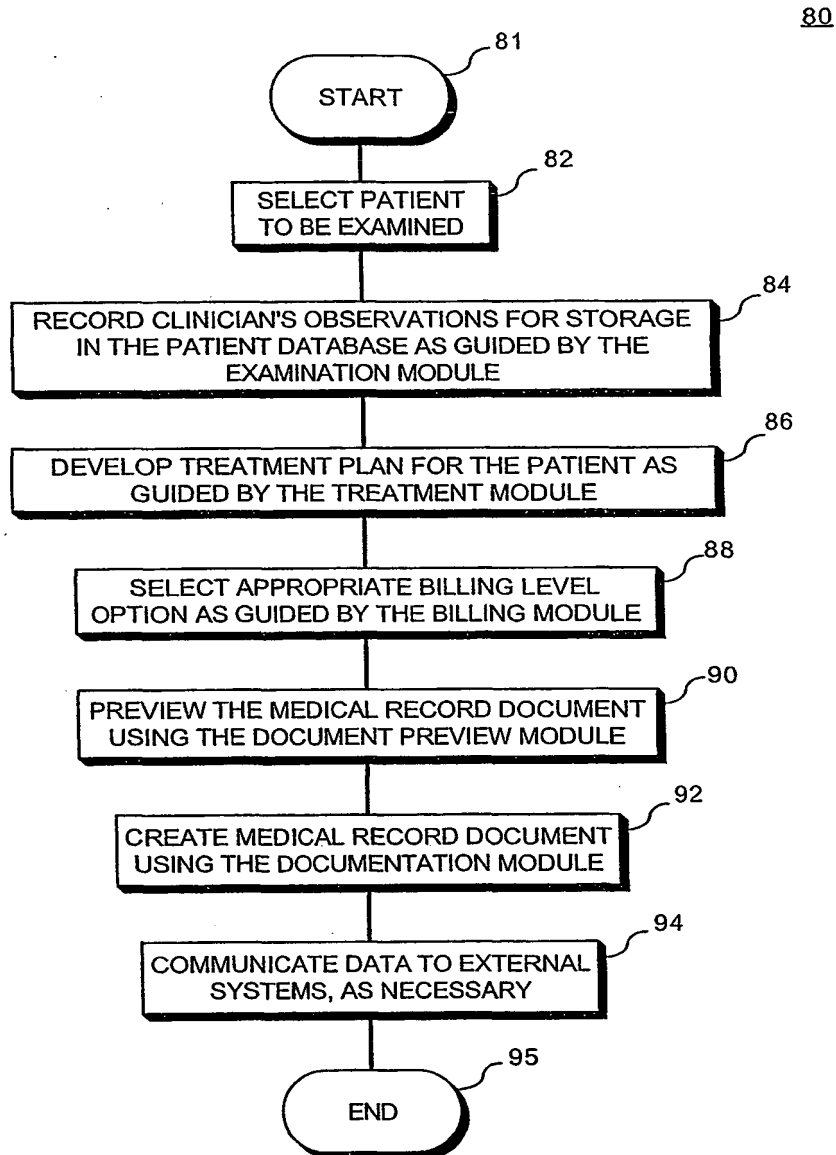 80
81
START
82
SELECT PATIENT
TO BE EXAMINED
84
RECORD CLINICIAN'S OBSERVATIONS FOR STORAGE
IN THE PATIENT DATABASE AS GUIDED BY THE
EXAMINATION MODULE
86
DEVELOP TREATMENT PLAN FOR THE PATIENT AS
GUIDED BY THE TREATMENT MODULE
88
SELECT APPROPRIATE BILLING LEVEL
OPTION AS GUIDED BY THE BILLING MODULE
90
PREVIEW THE MEDICAL RECORD DOCUMENT
USING THE DOCUMENT PREVIEW MODULE
92
CREATE MEDICAL RECORD DOCUMENT
USING THE DOCUMENTATION MODULE
94
COMMUNICATE DATA TO EXTERNAL
SYSTEMS, AS NECESSARY
95
END